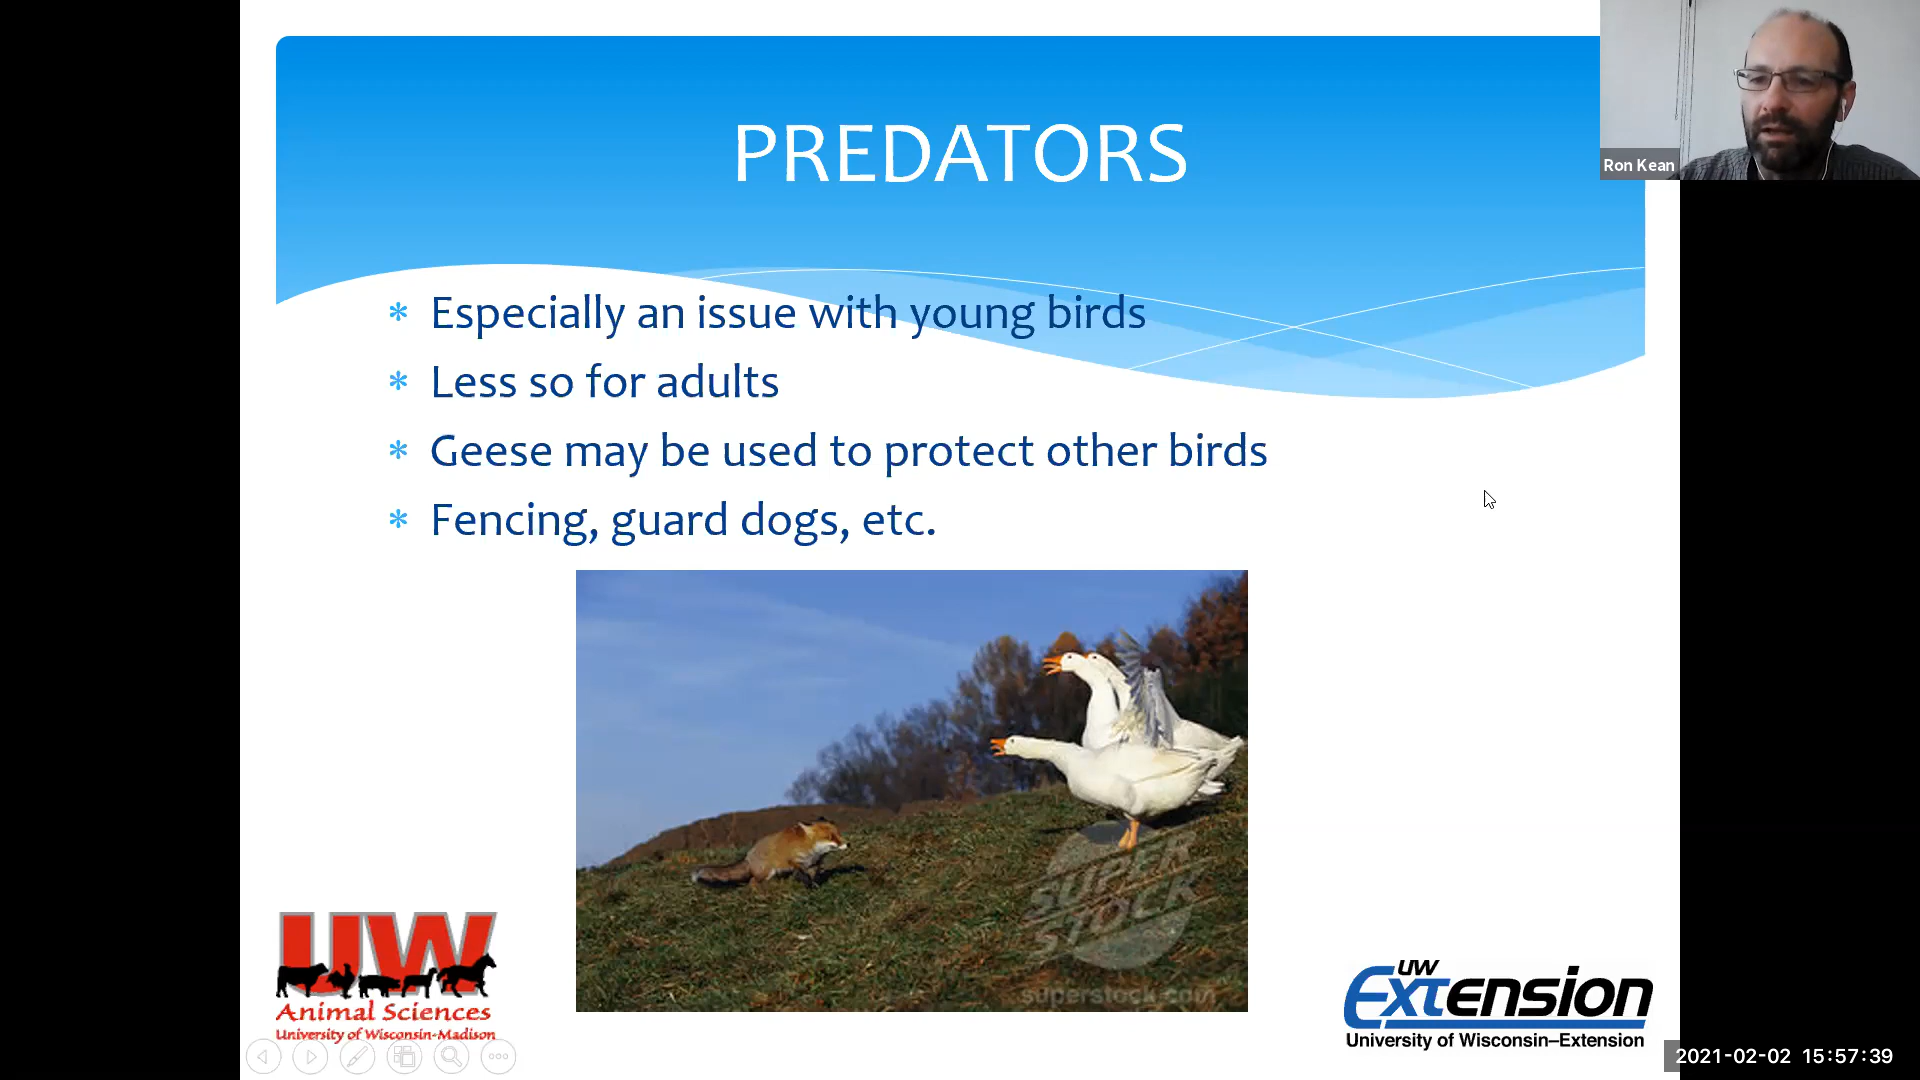 PREDATORS
Ron Kean
* Especially an issue with young birds
* Less so for adults
* Geese may be used to protect other birds
* Fencing, guard dogs, etc.
SUPER
STOCK
superstock.com
UW
Animal Sciences
University of Wisconsin-Madison
UW
Extension
University of Wisconsin–Extension
2021-02-02 15:57:39